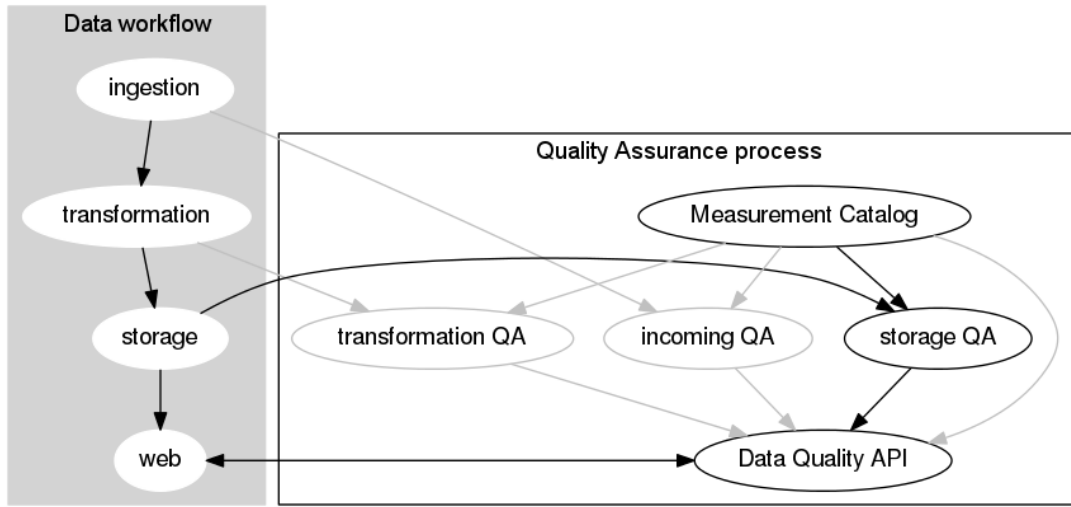 Data workflow
ingestion
Quality Assurance process
transformation
Measurement Catalog
storage
transformation QA
incoming QA
storage QA
web
Data Quality API